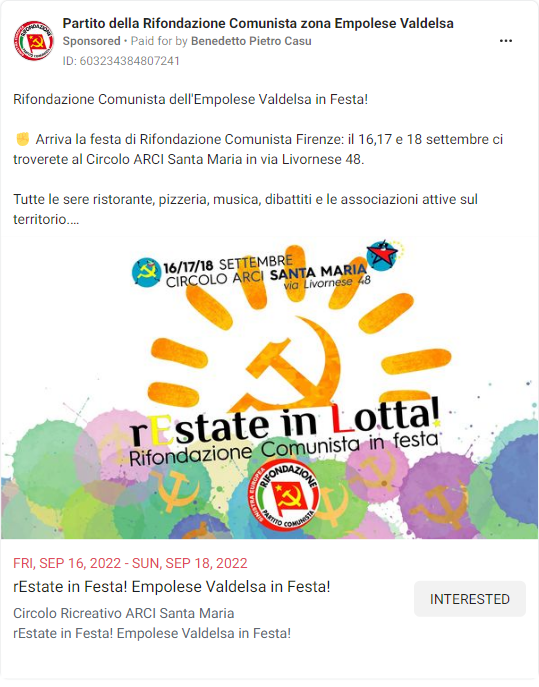 Partito della Rifondazione Comunista zona Empolese Valdelsa
Sponsored • Paid for by Benedetto Pietro Casu
ID: 603234384807241
Rifondazione Comunista dell'Empolese Valdelsa in Festa!
✊ Arriva la festa di Rifondazione Comunista Firenze: il 16,17 e 18 settembre ci
troverete al Circolo ARCI Santa Maria in via Livornese 48.
Tutte le sere ristorante, pizzeria, musica, dibattiti e le associazioni attive sul
territorio....
16/17/18 SETTEMBRE
CIRCOLO ARCI SANTA MARIA
via Livornese 48
rEstate in Lotta!
Rifondazione Comunista in festa
SINISTRA EUROPEA
RIFONDAZIONE
PARTITO COMUNISTA
FRI, SEP 16, 2022 - SUN, SEP 18, 2022
rEstate in Festa! Empolese Valdelsa in Festa!
Circolo Ricreativo ARCI Santa Maria
rEstate in Festa! Empolese Valdelsa in Festa!
INTERESTED